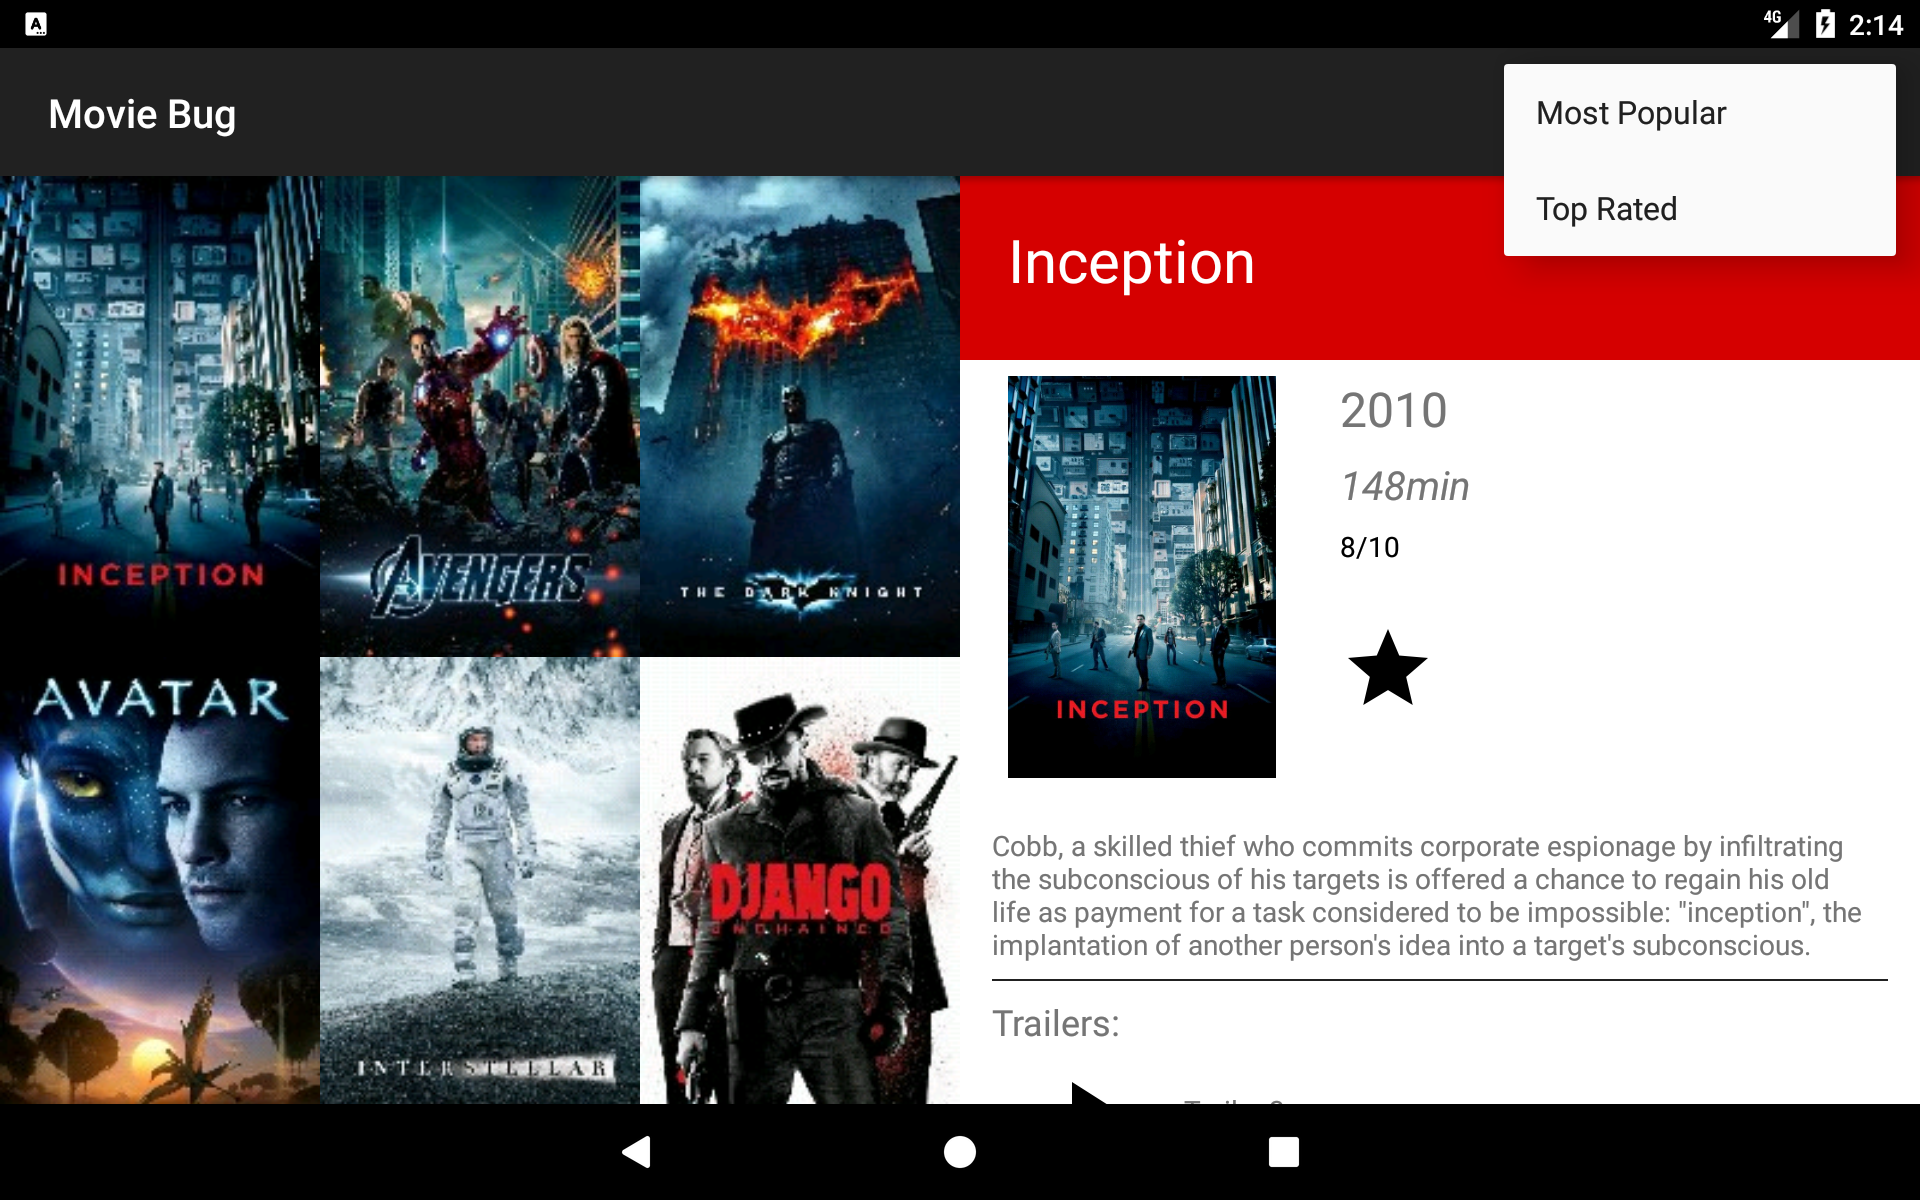 2:14
4G
Movie Bug
Most Popular
Top Rated
INCEPTION
AVENGERS
THE DARK KNIGHT
AVATAR
INTERSTELLAR
DJANGO
UNCHAINED
Inception
INCEPTION
2010
148min
8/10
Cobb, a skilled thief who commits corporate espionage by infiltrating
the subconscious of his targets is offered a chance to regain his old
life as payment for a task considered to be impossible: "inception", the
implantation of another person's idea into a target's subconscious.
Trailers: